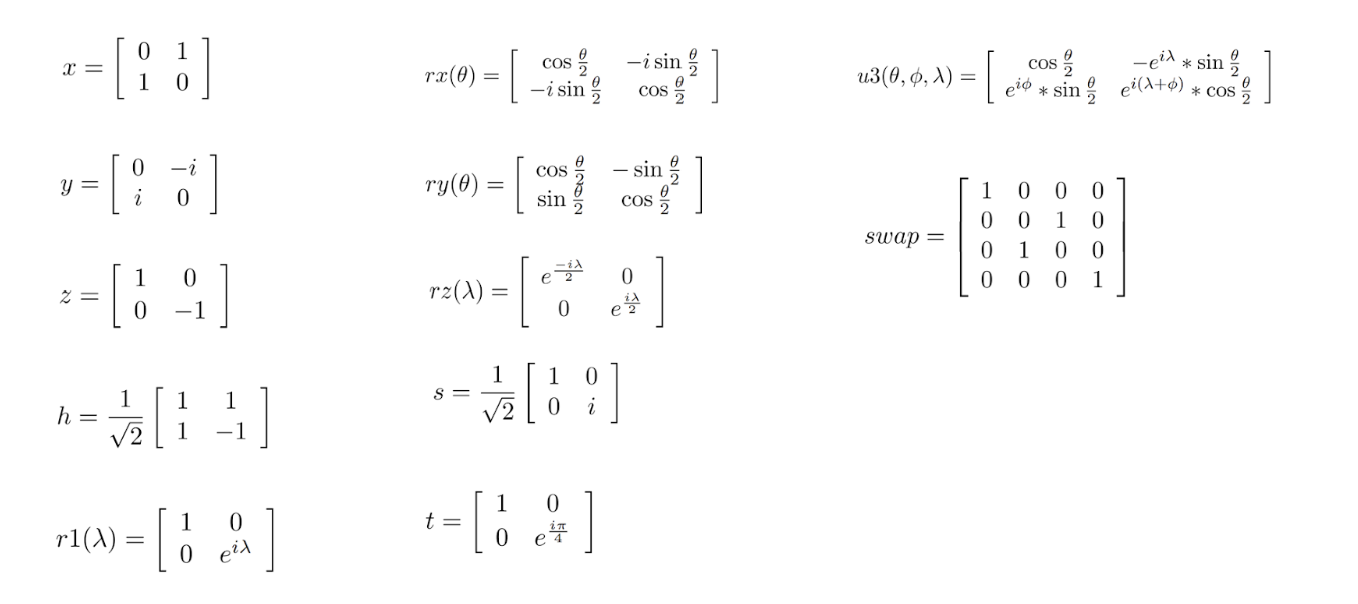 x = [ 0 1 ; 1 0 ]
y = [ 0 −i ; i 0 ]
z = [ 1 0 ; 0 −1 ]
h = 1/√2 [ 1 1 ; 1 −1 ]
r1(λ) = [ 1 0 ; 0 e^{iλ} ]
rx(θ) = [ cos θ/2 −i sin θ/2 ; −i sin θ/2 cos θ/2 ]
ry(θ) = [ cos θ/2 − sin θ/2 ; sin θ/2 cos θ/2 ]
rz(λ) = [ e^{−iλ/2} 0 ; 0 e^{iλ/2} ]
s = 1/√2 [ 1 0 ; 0 i ]
t = [ 1 0 ; 0 e^{iπ/4} ]
u3(θ, ϕ, λ) = [ cos θ/2 −e^{iλ} * sin θ/2 ; e^{iϕ} * sin θ/2 e^{i(λ+ϕ)} * cos θ/2 ]
swap = [ 1 0 0 0 ; 0 0 1 0 ; 0 1 0 0 ; 0 0 0 1 ]